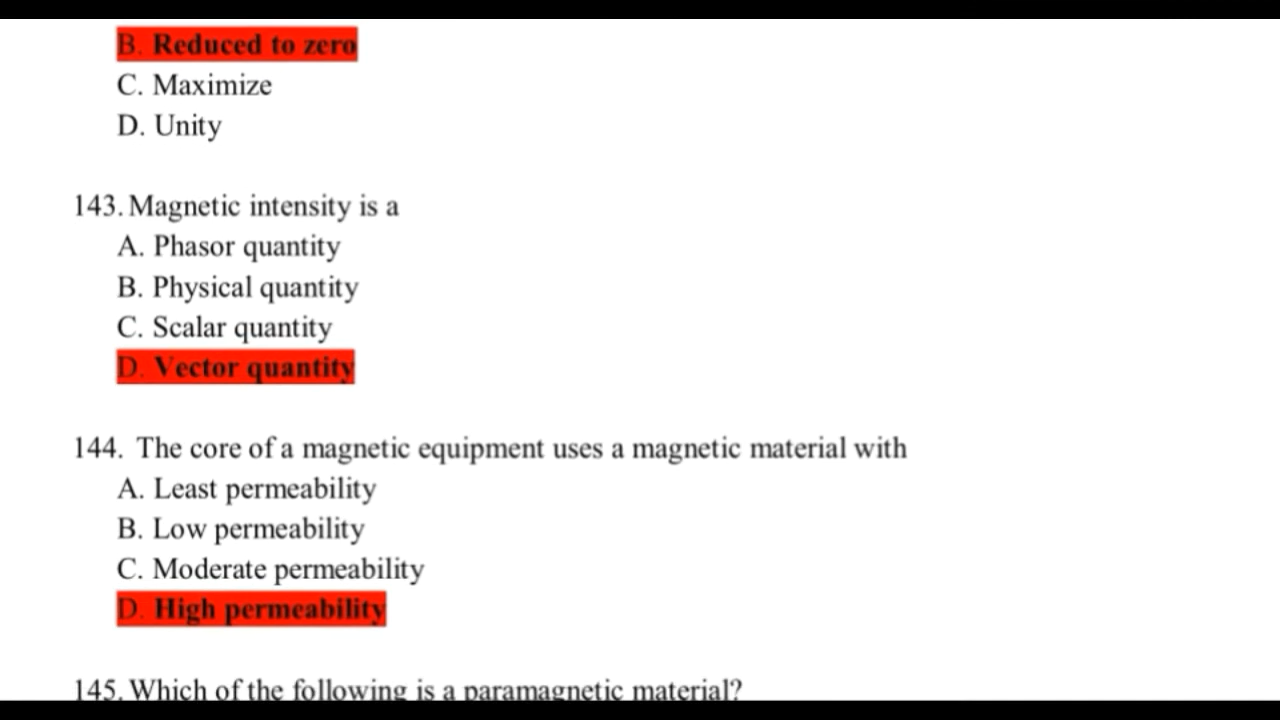 B. Reduced to zero
C. Maximize
D. Unity
143. Magnetic intensity is a
A. Phasor quantity
B. Physical quantity
C. Scalar quantity
D. Vector quantity
144. The core of a magnetic equipment uses a magnetic material with
A. Least permeability
B. Low permeability
C. Moderate permeability
D. High permeability
145. Which of the following is a paramagnetic material?